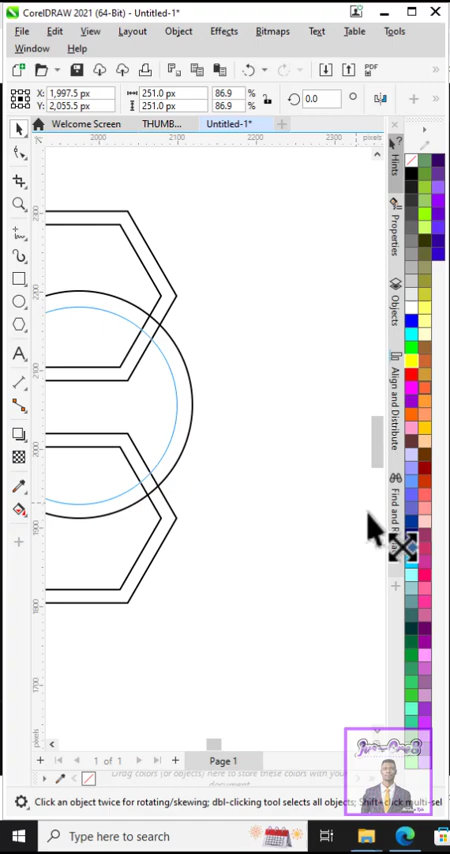 CorelDRAW 2021 (64-Bit) - Untitled-1*
File Edit View Layout Object Effects Bitmaps Text Table Tools
Window Help
PDF
X: 1,997.5 px
Y: 2,055.5 px
251.0 px
251.0 px
86.9 %
86.9 %
0.0 °
Welcome Screen
THUMB...
Untitled-1*
2000 2100 2200 2300 pixels
2300
2200
2100
2000
1900
1800
1700
pixels
Hints
Properties
Objects
Align and Distribute
Find and R
1 of 1
Page 1
Drag colors (or objects) here to store these colors with your
document
Click an object twice for rotating/skewing; dbl-clicking tool selects all objects; Shift+click multi-sel
Type here to search